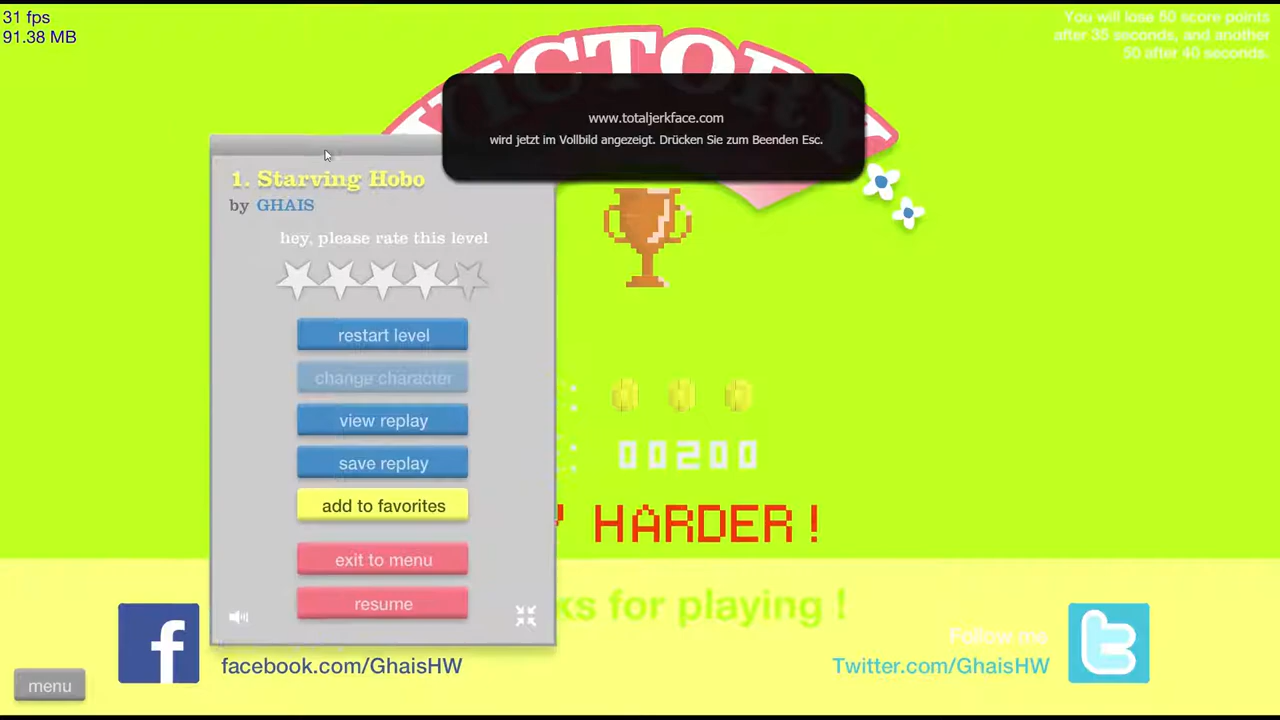 31 fps
91.38 MB
You will lose 50 score points
after 35 seconds, and another
50 after 40 seconds.
VICTORY
www.totaljerkface.com
wird jetzt im Vollbild angezeigt. Drücken Sie zum Beenden Esc.
1. Starving Hobo
by GHAIS
hey, please rate this level
restart level
change character
view replay
save replay
add to favorites
exit to menu
resume
00200
HARDER !
for playing !
Follow me
facebook.com/GhaisHW
Twitter.com/GhaisHW
menu